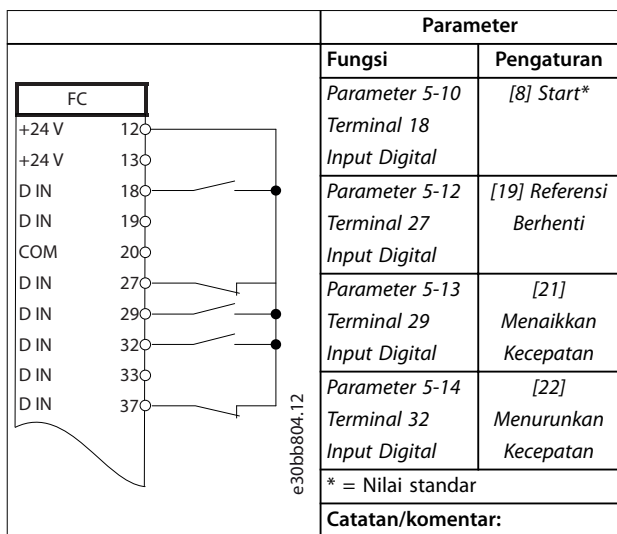 FC
+24 V 12
+24 V 13
D IN 18
D IN 19
COM 20
D IN 27
D IN 29
D IN 32
D IN 33
D IN 37
e30bb804.12
Parameter
Fungsi Pengaturan
Parameter 5-10 [8] Start*
Terminal 18
Input Digital
Parameter 5-12 [19] Referensi
Terminal 27 Berhenti
Input Digital
Parameter 5-13 [21]
Terminal 29 Menaikkan
Input Digital Kecepatan
Parameter 5-14 [22]
Terminal 32 Menurunkan
Input Digital Kecepatan
* = Nilai standar
Catatan/komentar: